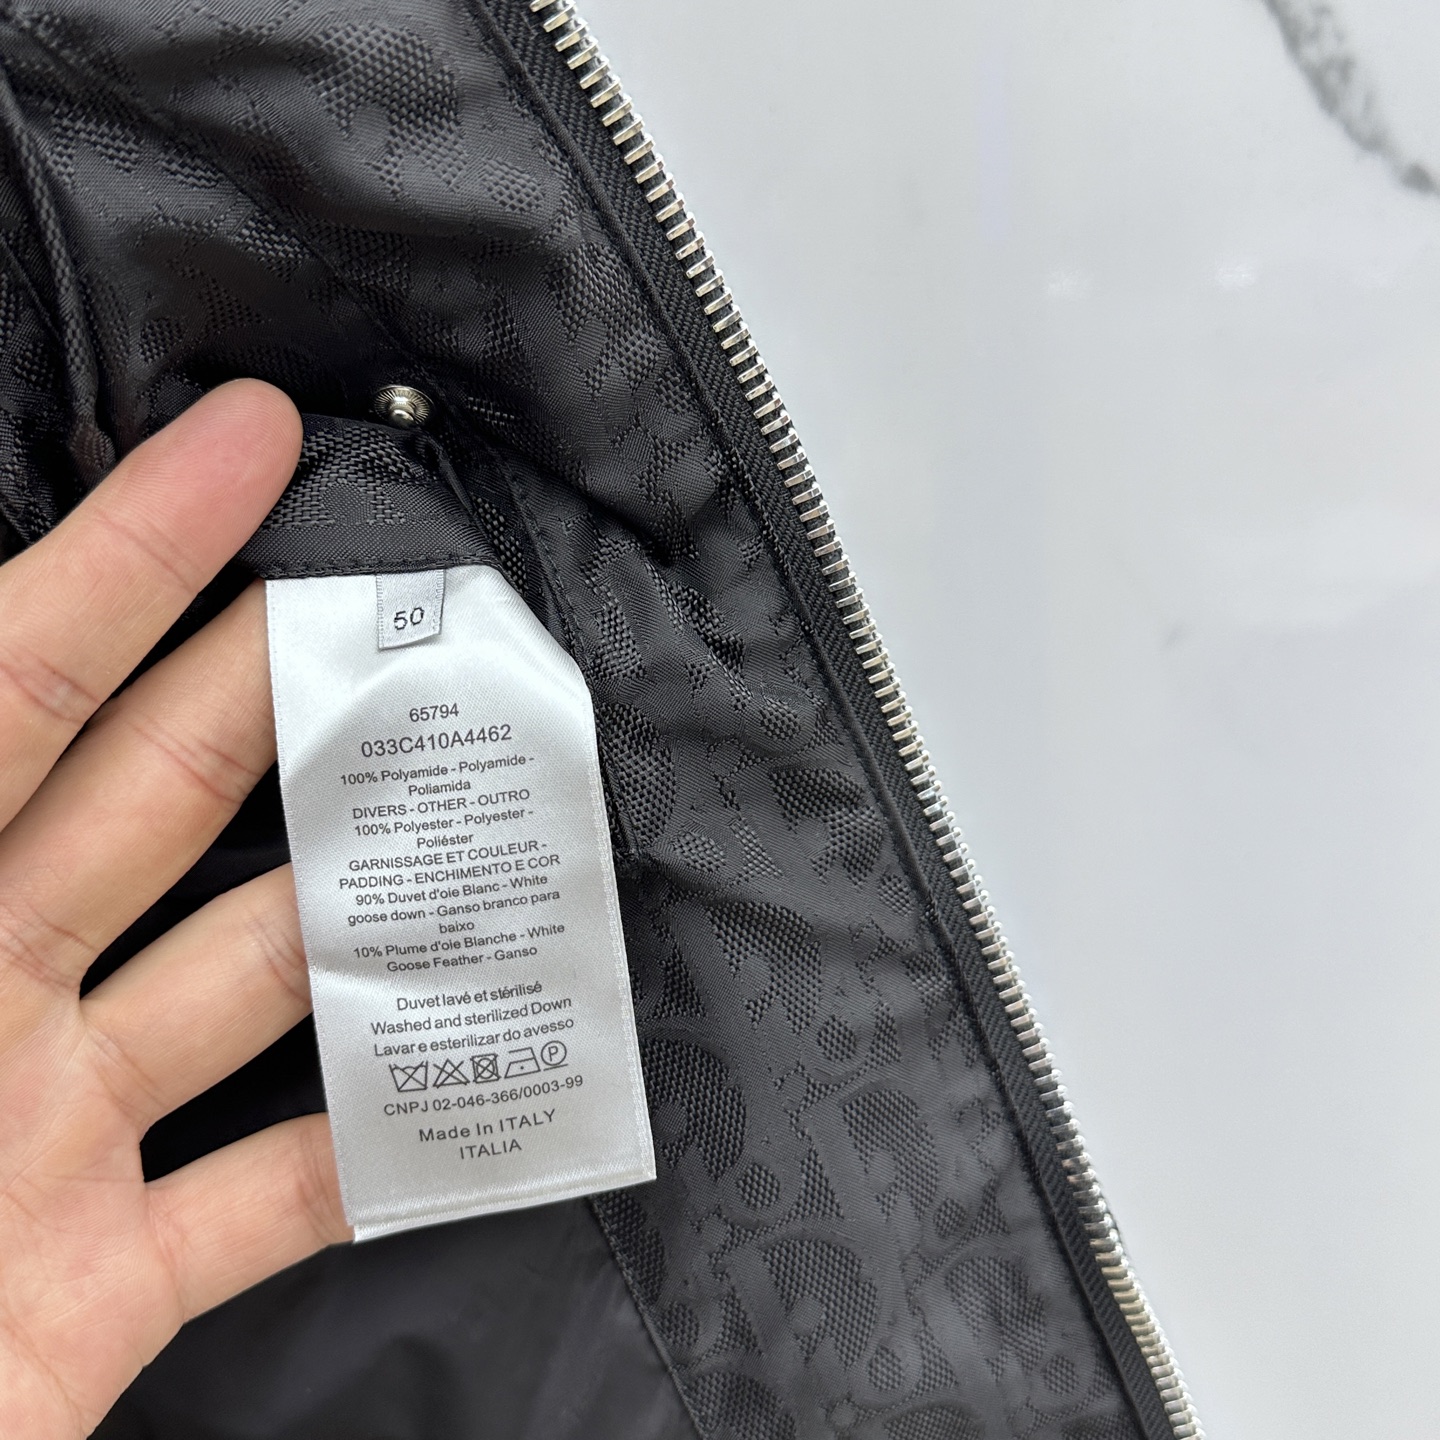 50
65794
033C410A4462
100% Polyamide - Polyamide -
Poliamida
DIVERS - OTHER - OUTRO
100% Polyester - Polyester -
Poliéster
GARNISSAGE ET COULEUR -
PADDING - ENCHIMENTO E COR
90% Duvet d'oie Blanc - White
goose down - Ganso branco para
baixo
10% Plume d'oie Blanche - White
Goose Feather - Ganso
Duvet lavé et stérilisé
Washed and sterilized Down
Lavar e esterilizar do avesso
P
CNPJ 02-046-366/0003-99
Made In ITALY
ITALIA